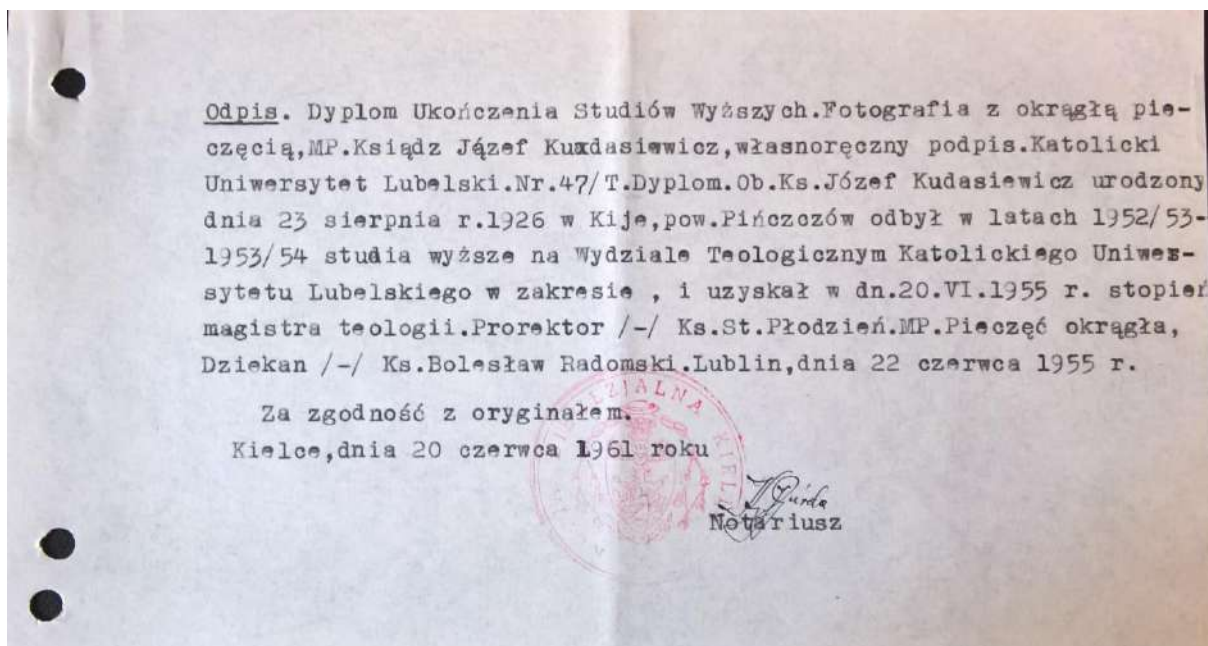 Odpis. Dyplom Ukończenia Studiów Wyższych.Fotografia z okrągłą pie-
częcią,MP.Ksiądz Jązef Kuxdasiewicz,własnoręczny podpis.Katolicki
Uniwersytet Lubelski.Nr.47/T.Dyplom.Ob.Ks.Józef Kudasiewicz urodzony
dnia 23 sierpnia r.1926 w Kije,pow.Pińczczów odbył w latach 1952/53-
1953/54 studia wyższe na Wydziale Teologicznym Katolickiego Uniwer-
sytetu Lubelskiego w zakresie , i uzyskał w dn.20.VI.1955 r. stopień
magistra teologii.Prorektor /-/ Ks.St.Płodzień.MP.Pieczęć okrągła,
Dziekan /-/ Ks.Bolesław Radomski.Lublin,dnia 22 czerwca 1955 r.
Za zgodność z oryginałem.
Kielce,dnia 20 czerwca 1961 roku
Notariusz